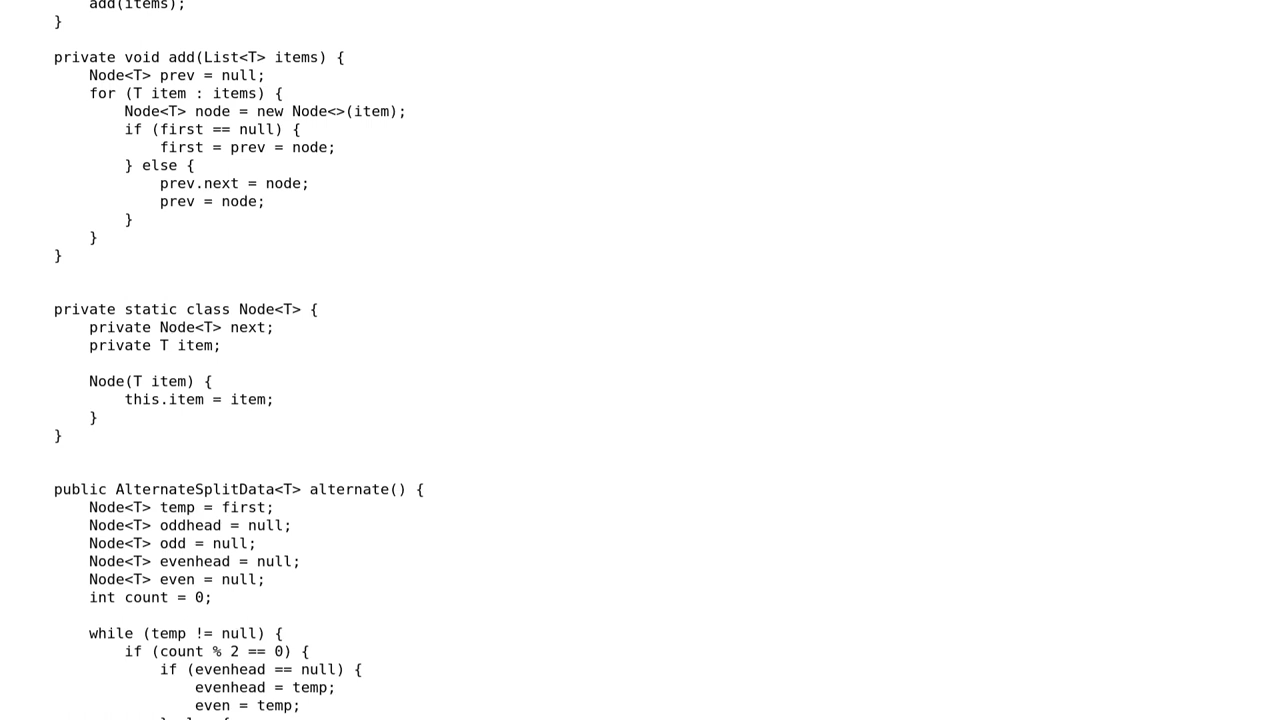 add(items);
}
private void add(List<T> items) {
Node<T> prev = null;
for (T item : items) {
Node<T> node = new Node<>(item);
if (first == null) {
first = prev = node;
} else {
prev.next = node;
prev = node;
}
}
}
private static class Node<T> {
private Node<T> next;
private T item;
Node(T item) {
this.item = item;
}
}
public AlternateSplitData<T> alternate() {
Node<T> temp = first;
Node<T> oddhead = null;
Node<T> odd = null;
Node<T> evenhead = null;
Node<T> even = null;
int count = 0;
while (temp != null) {
if (count % 2 == 0) {
if (evenhead == null) {
evenhead = temp;
even = temp;